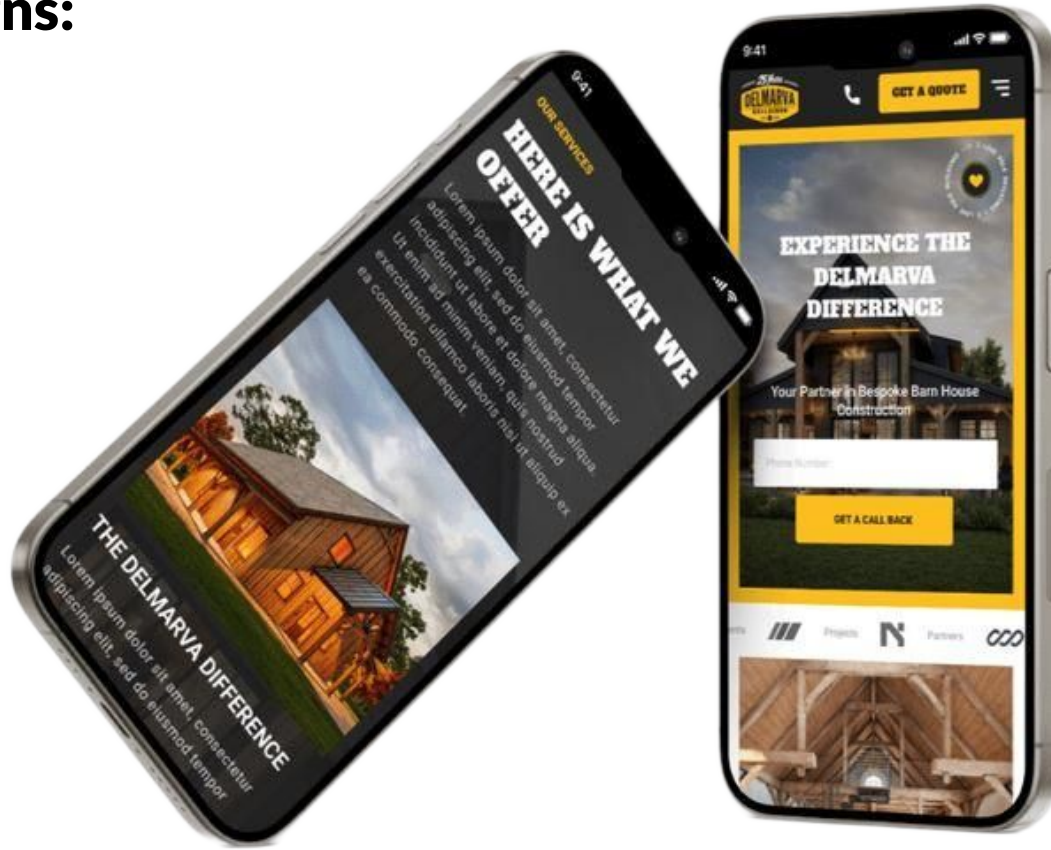 ns:
9:41
OUR SERVICES
HERE IS WHAT WE
OFFER
Lorem ipsum dolor sit amet, consectetur
adipiscing elit, sed do eiusmod tempor
incididunt ut labore et dolore magna aliqua.
Ut enim ad minim veniam, quis nostrud
exercitation ullamco laboris nisi ut aliquip ex
ea commodo consequat
THE DELMARVA DIFFERENCE
Lorem ipsum dolor sit amet, consectetur
adipiscing elit, sed do eiusmod tempor
9:41
DELMARVA
GET A QUOTE
EXPERIENCE THE
DELMARVA
DIFFERENCE
Your Partner in Bespoke Barn House
Construction
Phone Number
GET A CALL BACK
Projects
Partners